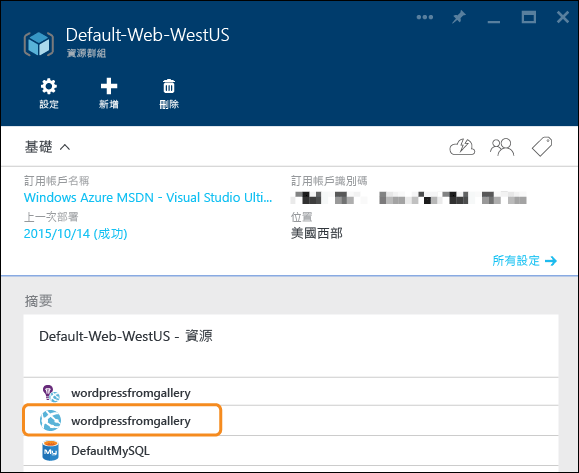 Default-Web-WestUS
資源群組
設定
新增
刪除
基礎
訂用帳戶名稱
Windows Azure MSDN - Visual Studio Ulti...
訂用帳戶識別碼
上一次部署
2015/10/14 (成功)
位置
美國西部
所有設定
摘要
Default-Web-WestUS - 資源
wordpressfromgallery
wordpressfromgallery
My
DefaultMySQL